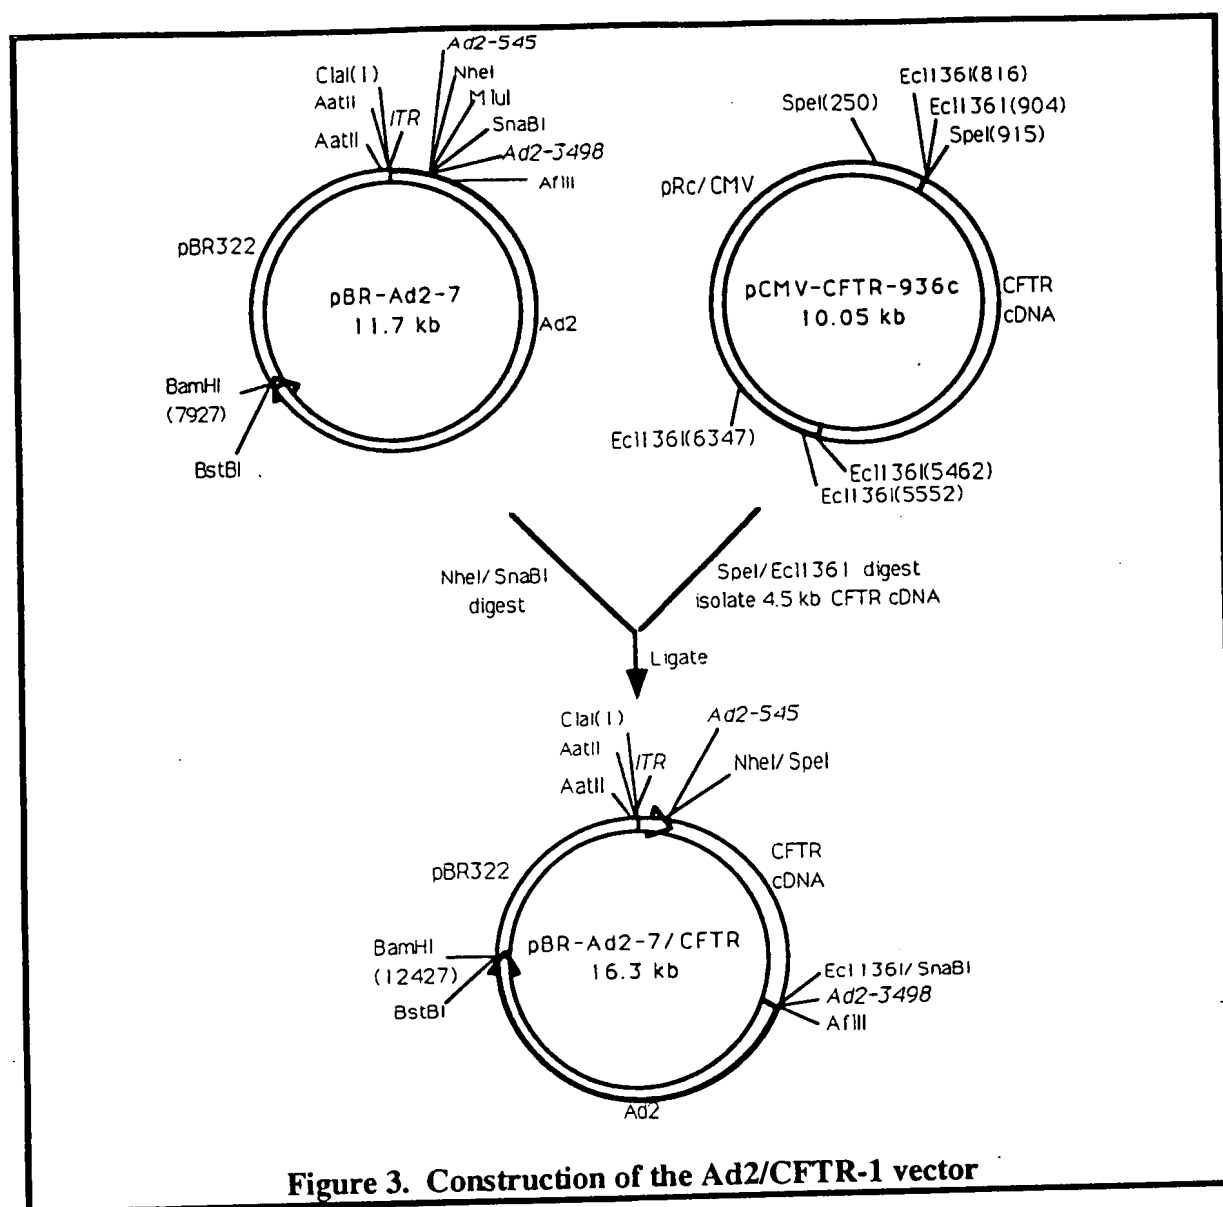 Ad2-545
ClaI(1)
NheI
AatII
MluI
ITR
SnaBI
AatII
Ad2-3498
AflII
pBR322
pBR-Ad2-7
11.7 kb
Ad2
BamHI
(7927)
BstBI
Ecl136I(816)
SpeI(250)
Ecl136I(904)
SpeI(915)
pRc/CMV
pCMV-CFTR-936c
10.05 kb
CFTR
cDNA
Ecl136I(6347)
Ecl136I(5462)
Ecl136I(5552)
NheI/SnaBI
digest
SpeI/Ecl136I digest
isolate 4.5 kb CFTR cDNA
Ligate
ClaI(1)
Ad2-545
AatII
ITR
NheI/SpeI
AatII
CFTR
cDNA
pBR322
pBR-Ad2-7/CFTR
16.3 kb
BamHI
(12427)
BstBI
Ecl136I/SnaBI
Ad2-3498
AflII
Ad2
Figure 3. Construction of the Ad2/CFTR-1 vector